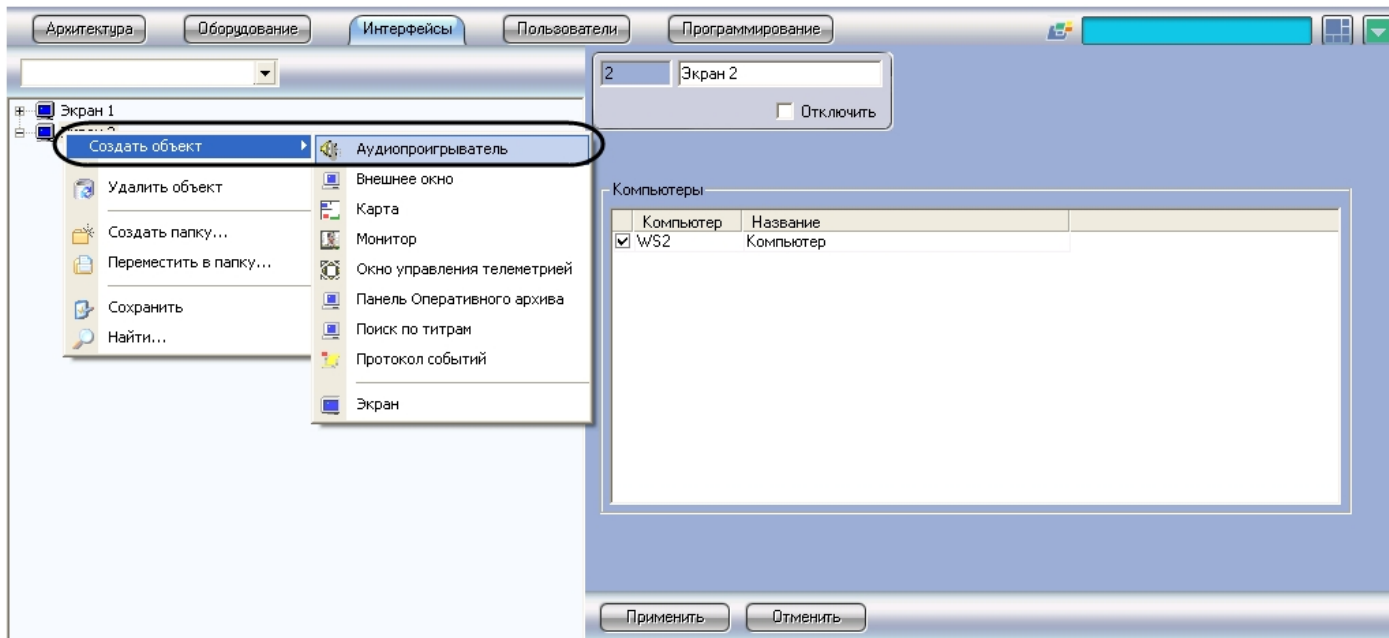 Архитектура Оборудование Интерфейсы Пользователи Программирование
2 Экран 2
Отключить
Экран 1
Создать объект
Удалить объект
Создать папку...
Переместить в папку...
Сохранить
Найти...
Аудиопроигрыватель
Внешнее окно
Карта
Монитор
Окно управления телеметрией
Панель Оперативного архива
Поиск по титрам
Протокол событий
Экран
Компьютеры
Компьютер Название
WS2 Компьютер
Применить Отменить